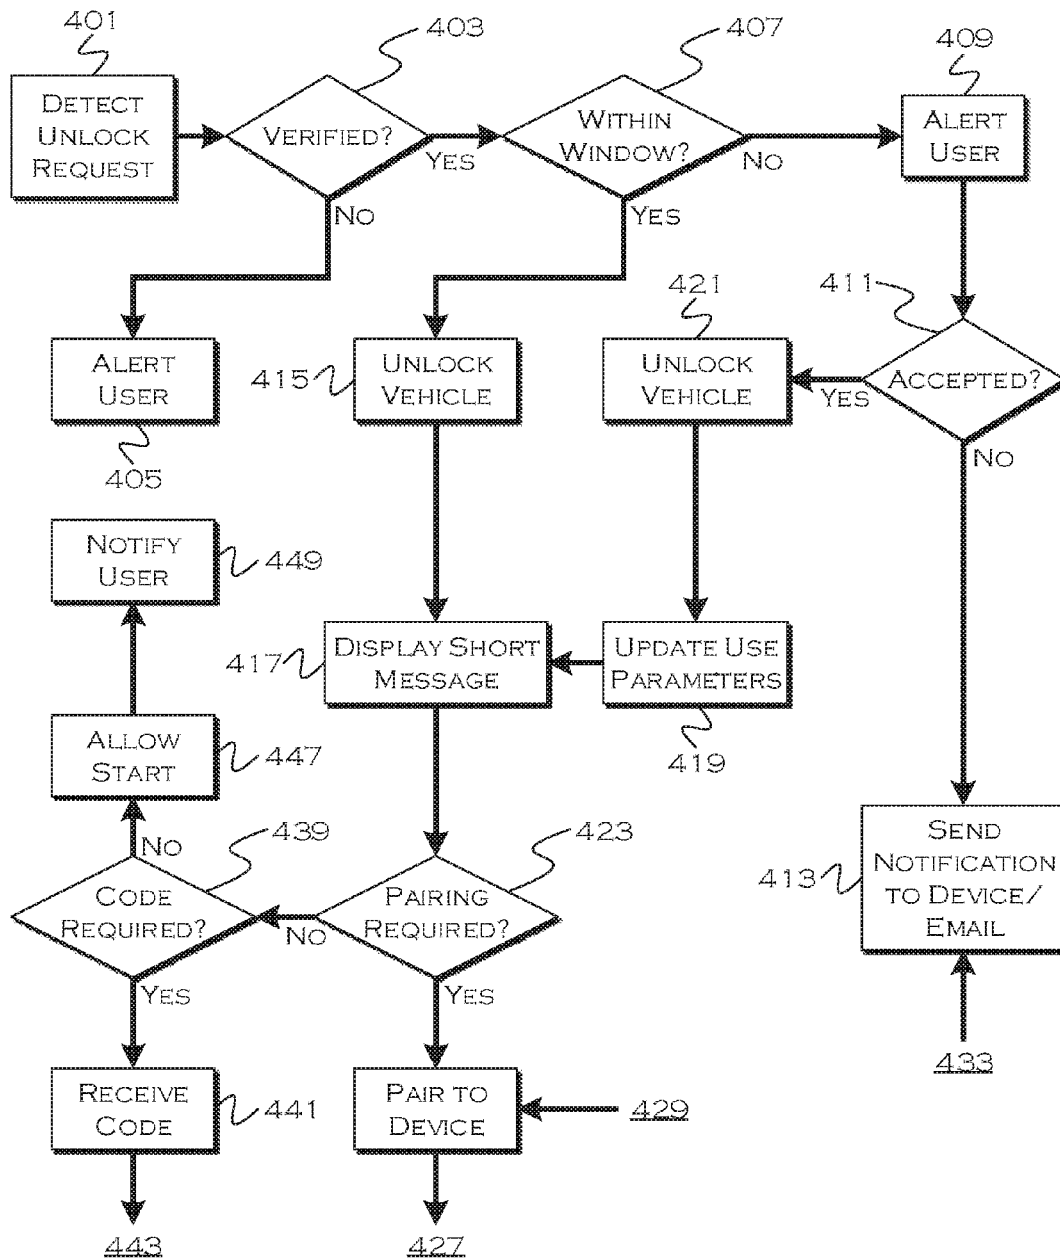 401
403
407
409
DETECT
UNLOCK
REQUEST
VERIFIED?
YES
NO
WITHIN
WINDOW?
NO
YES
ALERT
USER
ALERT
USER
405
415
UNLOCK
VEHICLE
421
UNLOCK
VEHICLE
411
ACCEPTED?
YES
NO
NOTIFY
USER
449
417
DISPLAY SHORT
MESSAGE
UPDATE USE
PARAMETERS
419
ALLOW
START
447
439
NO
CODE
REQUIRED?
YES
423
PAIRING
REQUIRED?
NO
YES
413
SEND
NOTIFICATION
TO DEVICE/
EMAIL
433
RECEIVE
CODE
441
PAIR TO
DEVICE
429
443
427